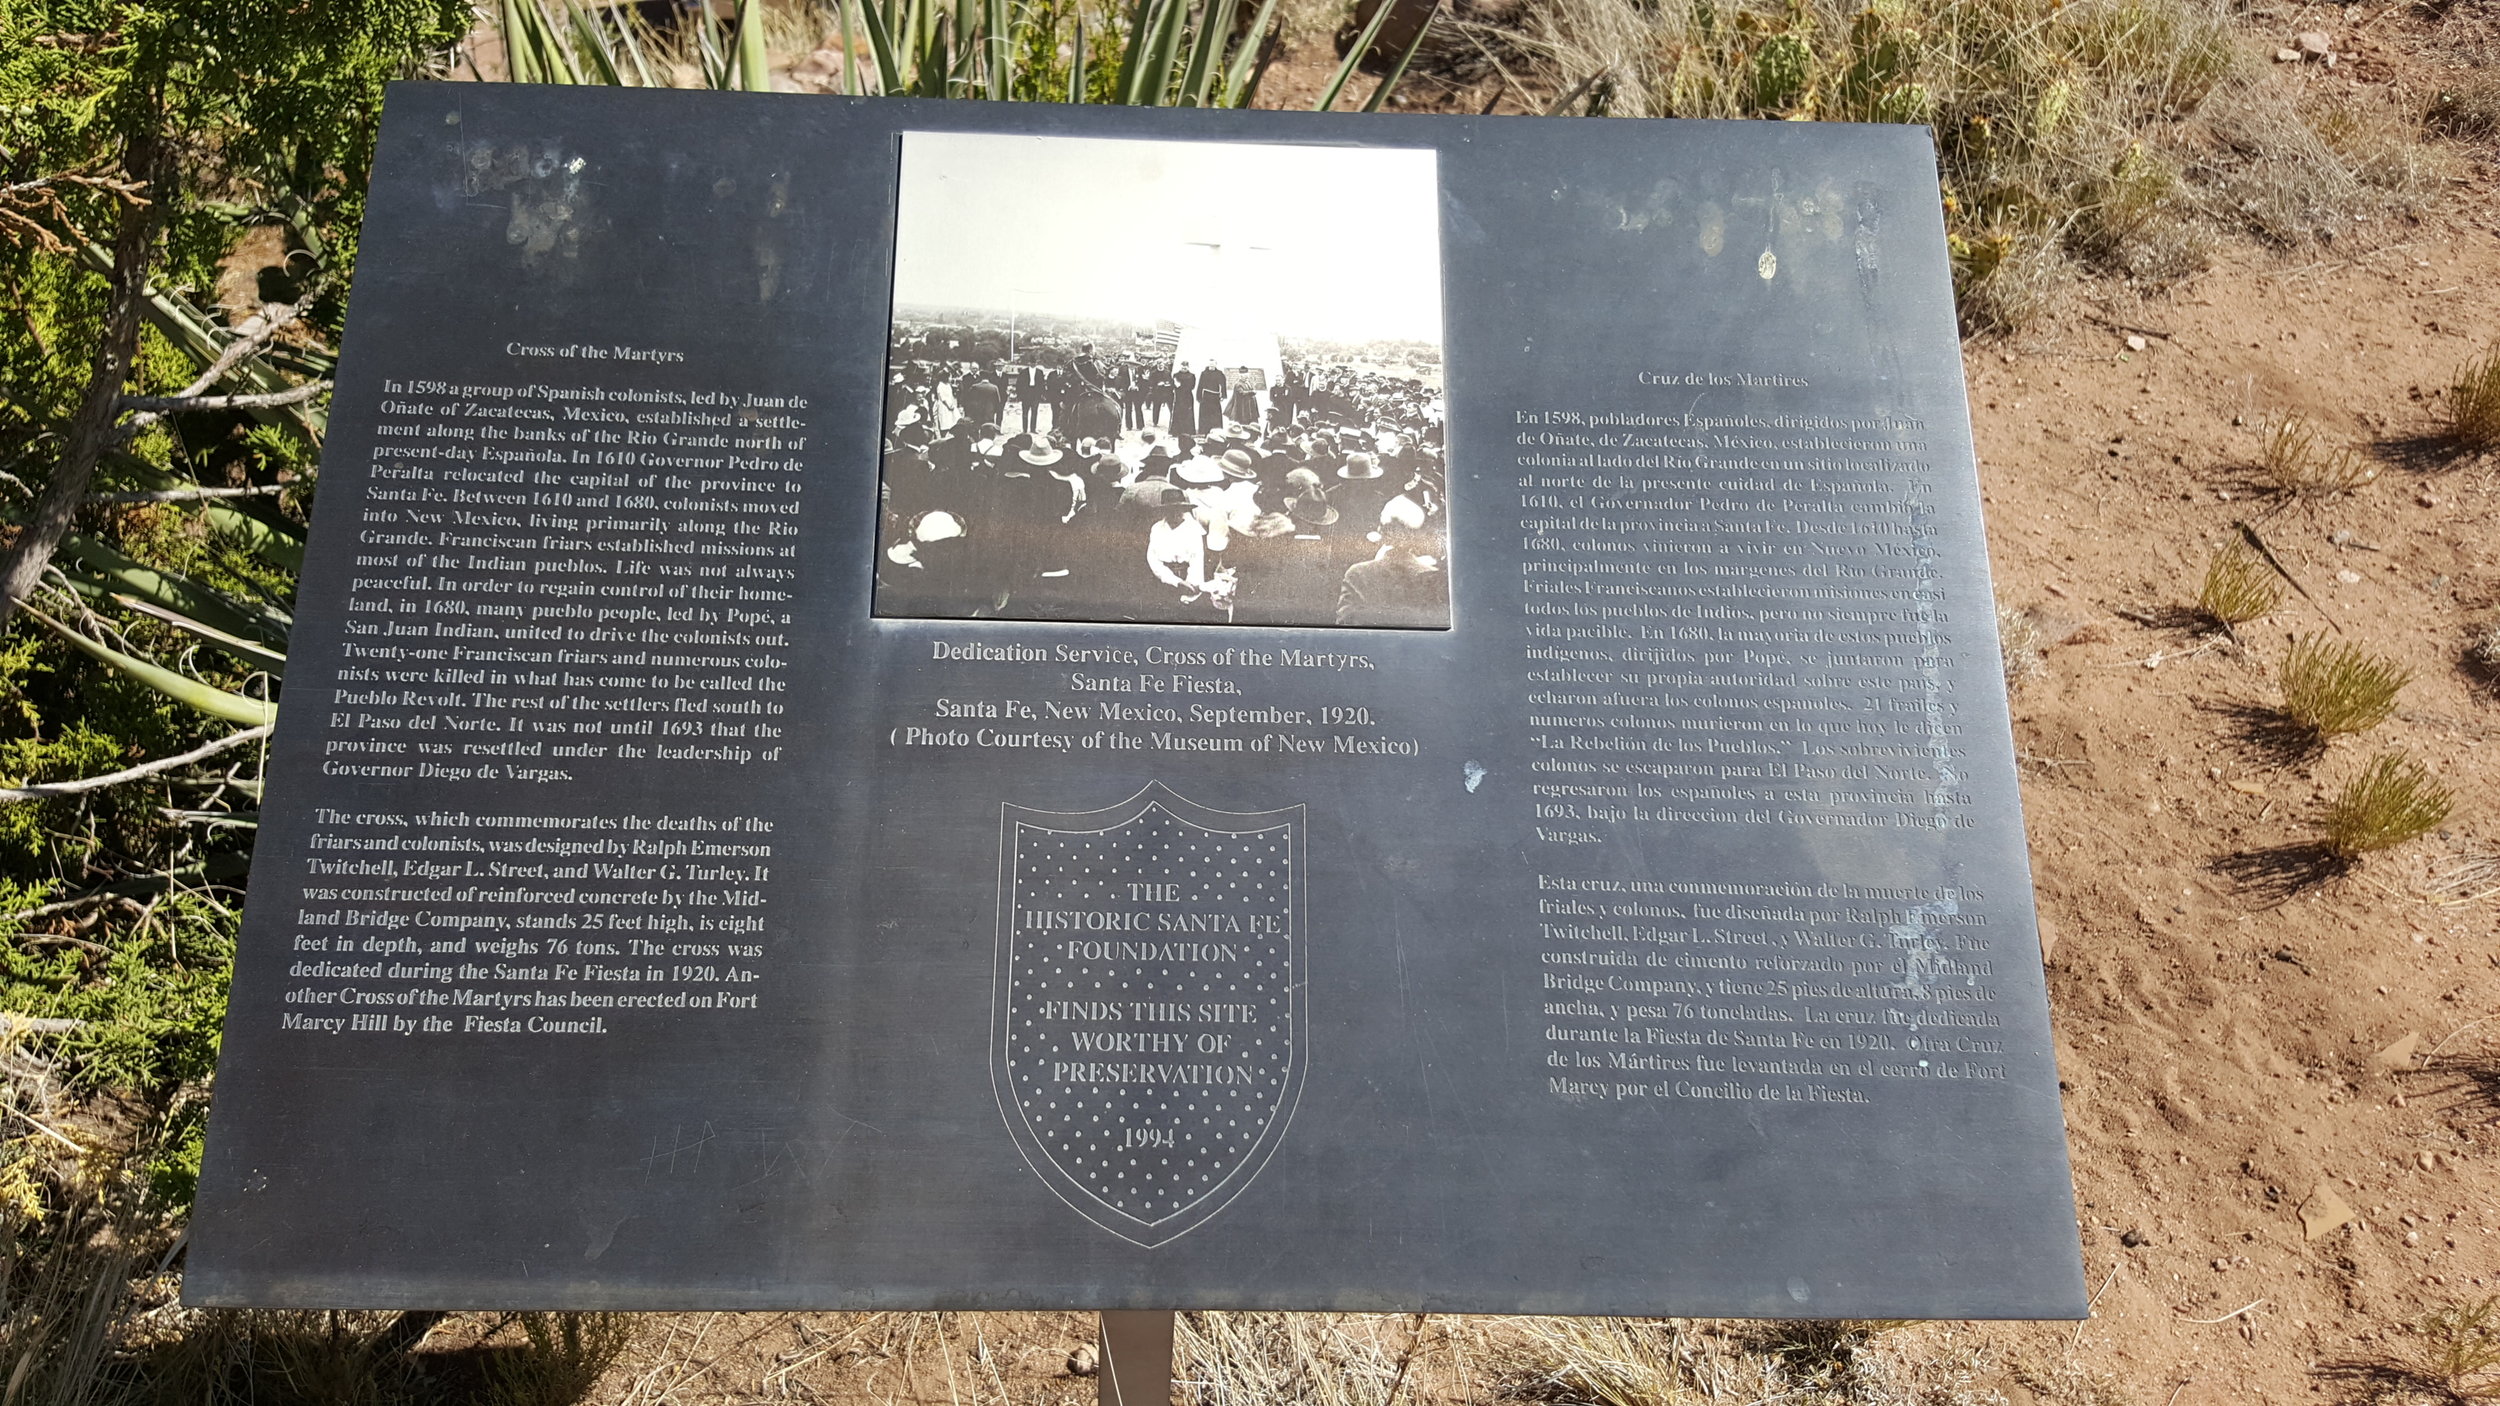 Cross of the Martyrs
In 1598 a group of Spanish colonists, led by Juan de
Oñate of Zacatecas, Mexico, established a settle-
ment along the banks of the Rio Grande north of
present-day Española. In 1610 Governor Pedro de
Peralta relocated the capital of the province to
Santa Fe. Between 1610 and 1680, colonists moved
into New Mexico, living primarily along the Rio
Grande. Franciscan friars established missions at
most of the Indian pueblos. Life was not always
peaceful. In order to regain control of their home-
land, in 1680, many pueblo people, led by Popé, a
San Juan Indian, united to drive the colonists out.
Twenty-one Franciscan friars and numerous colo-
nists were killed in what has come to be called the
Pueblo Revolt. The rest of the settlers fled south to
El Paso del Norte. It was not until 1693 that the
province was resettled under the leadership of
Governor Diego de Vargas.
The cross, which commemorates the deaths of the
friars and colonists, was designed by Ralph Emerson
Twitchell, Edgar L. Street, and Walter G. Turley. It
was constructed of reinforced concrete by the Mid-
land Bridge Company, stands 25 feet high, is eight
feet in depth, and weighs 76 tons. The cross was
dedicated during the Santa Fe Fiesta in 1920. An-
other Cross of the Martyrs has been erected on Fort
Marcy Hill by the Fiesta Council.
Dedication Service, Cross of the Martyrs,
Santa Fe Fiesta,
Santa Fe, New Mexico, September, 1920.
( Photo Courtesy of the Museum of New Mexico)
THE
HISTORIC SANTA FE
FOUNDATION
FINDS THIS SITE
WORTHY OF
PRESERVATION
1994
Cruz de los Martires
En 1598, pobladores Españoles, dirigidos por Juan
de Oñate, de Zacatecas, México, establecieron una
colonia al lado del Río Grande en un sitio localizado
al norte de la presente cuidad de Española. En
1610, el Governador Pedro de Peralta cambió la
capital de la provincia a Santa Fe. Desde 1610 hasta
1680, colonos vinieron a vivir en Nuevo México,
principalmente en los márgenes del Río Grande.
Friales Franciscanos establecieron misiones en casi
todos los pueblos de Indios, pero no siempre fue la
vida pacible. En 1680, la mayoría de estos pueblos
indígenos, dirijidos por Popé, se juntaron para
establecer su propia autoridad sobre este país, y
echaron afuera los colonos españoles. 21 frailes y
numeros colonos murieron en lo que hoy le dicen
“La Rebelión de los Pueblos.” Los sobrevivientes
colonos se escaparon para El Paso del Norte. No
regresaron los españoles a esta provincia hasta
1693, bajo la direccion del Governador Diego de
Vargas.
Esta cruz, una conmemoración de la muerte de los
friales y colonos, fue diseñada por Ralph Emerson
Twitchell, Edgar L. Street , y Walter G. Turley. Fue
construida de cimento reforzado por el Midland
Bridge Company, y tiene 25 pies de altura, 8 pies de
ancha, y pesa 76 toneladas. La cruz fue dedicada
durante la Fiesta de Santa Fe en 1920. Otra Cruz
de los Mártires fue levantada en el cerro de Fort
Marcy por el Concilio de la Fiesta.